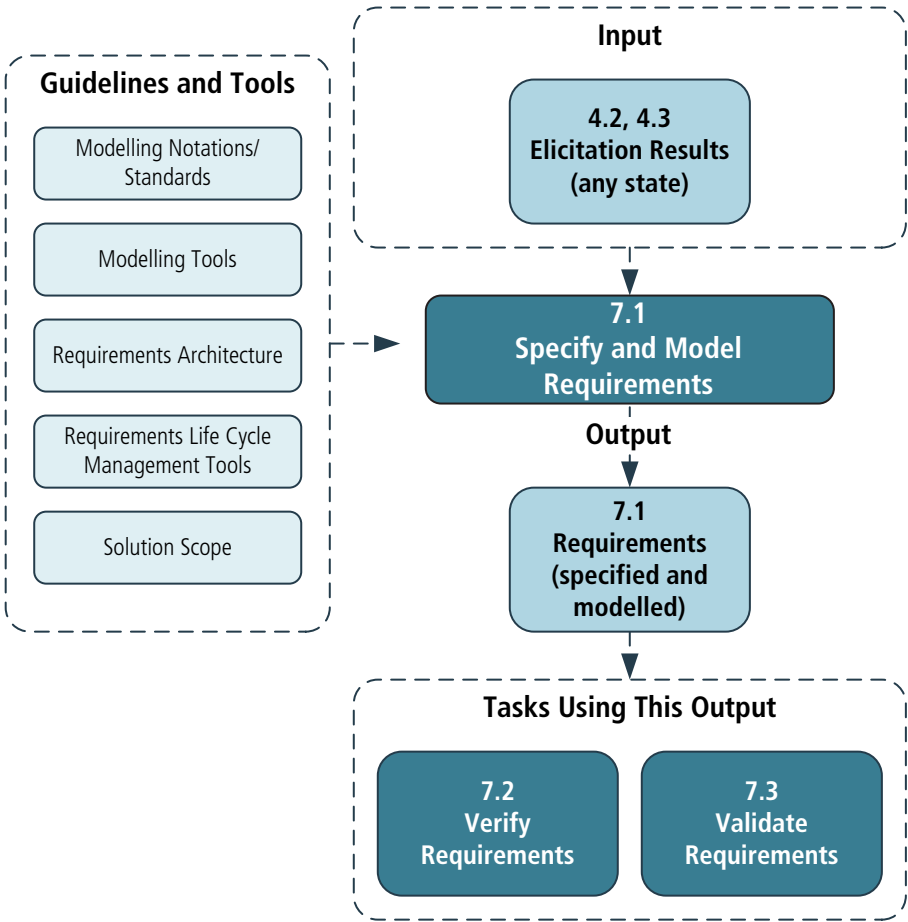 Guidelines and Tools
Modelling Notations/
Standards
Modelling Tools
Requirements Architecture
Requirements Life Cycle
Management Tools
Solution Scope
Input
4.2, 4.3
Elicitation Results
(any state)
7.1
Specify and Model
Requirements
Output
7.1
Requirements
(specified and
modelled)
Tasks Using This Output
7.2
Verify
Requirements
7.3
Validate
Requirements